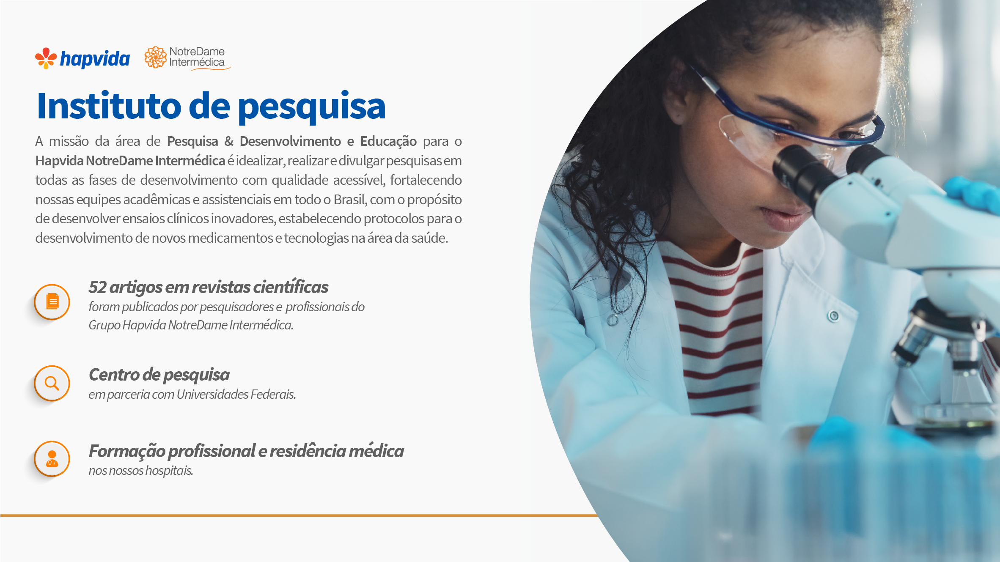 hapvida
NotreDame
Intermédica
Instituto de pesquisa
A missão da área de Pesquisa & Desenvolvimento e Educação para o
Hapvida NotreDame Intermédica é idealizar, realizar e divulgar pesquisas em
todas as fases de desenvolvimento com qualidade acessível, fortalecendo
nossas equipes acadêmicas e assistenciais em todo o Brasil, com o propósito
de desenvolver ensaios clínicos inovadores, estabelecendo protocolos para o
desenvolvimento de novos medicamentos e tecnologias na área da saúde.
52 artigos em revistas científicas
foram publicados por pesquisadores e profissionais do
Grupo Hapvida NotreDame Intermédica.
Centro de pesquisa
em parceria com Universidades Federais.
Formação profissional e residência médica
nos nossos hospitais.